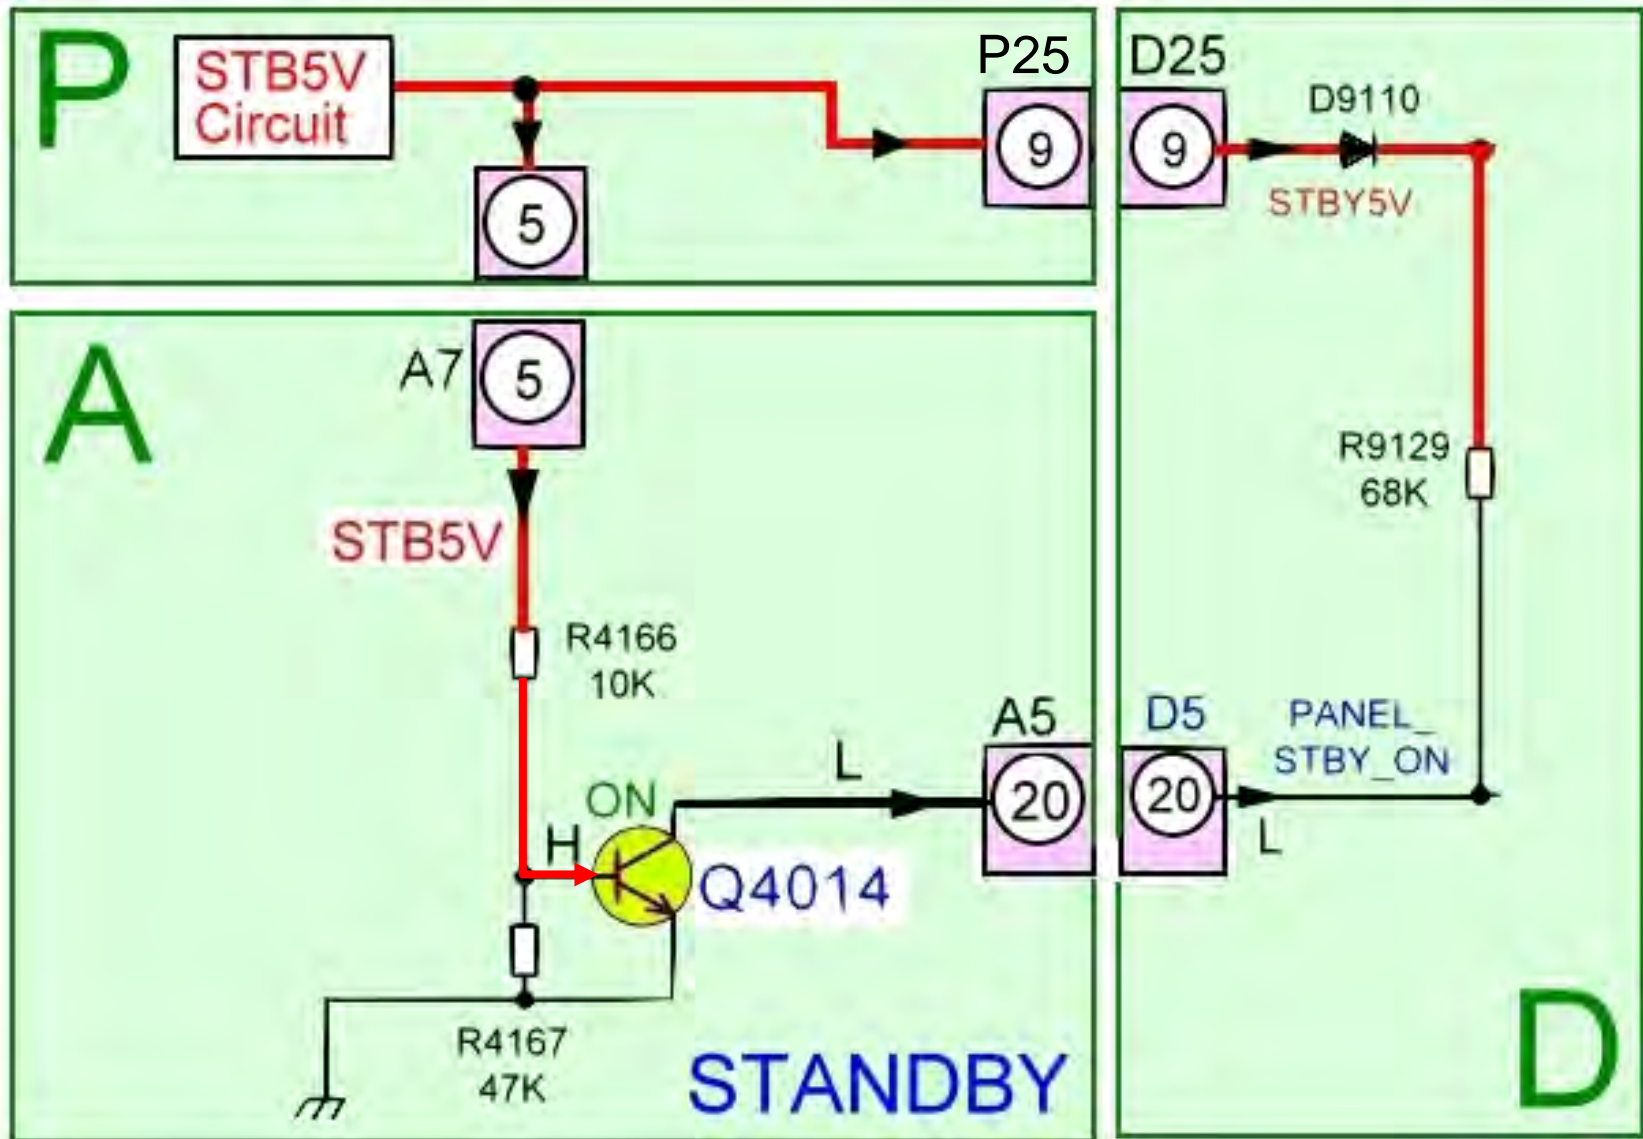 P
STB5V
Circuit
P25
9
5
D25
9
D9110
STBY5V
R9129
68K
A
A7
5
STB5V
R4166
10K
ON
H
Q4014
L
A5
20
D5
20
PANEL_
STBY_ON
L
R4167
47K
STANDBY
D